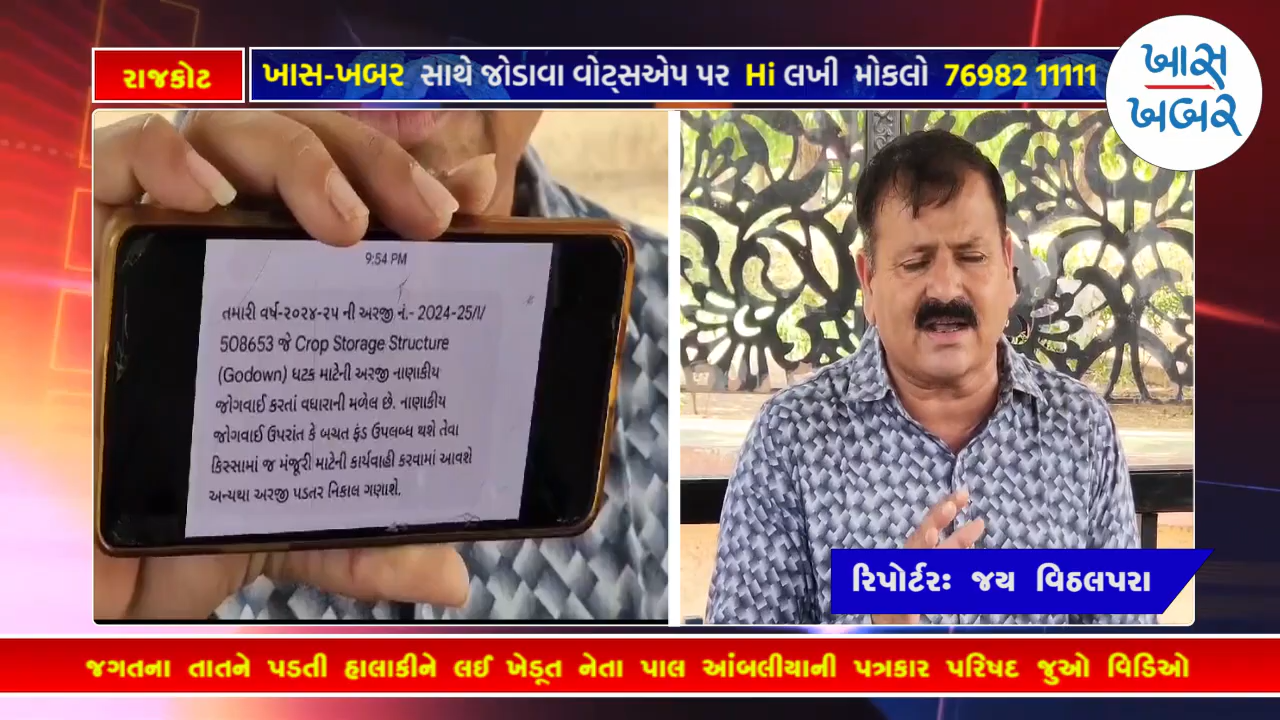 રાજકોટ
ખાસ-ખબર સાથે જોડાવા વોટ્સએપ પર Hi લખી મોકલો 76982 11111
ખાસ
ખબર
9:54 PM
તમારી વર્ષ-૨૦૨૪-૨૫ ની અરજી નં.- 2024-25/I/
508653 જે Crop Storage Structure
(Godown) ઘટક માટેની અરજી નાણાકીય
જોગવાઈ કરતાં વધારાની મળેલ છે. નાણાકીય
જોગવાઈ ઉપરાંત કે બચત ફંડ ઉપલબ્ધ થશે તેવા
કિસ્સામાં જ મંજૂરી માટેની કાર્યવાહી કરવામાં આવશે
અન્યથા અરજી પડતર નિકાલ ગણાશે.
રિપોર્ટરઃ જય વિઠલપરા
જગતના તાતને પડતી હાલાકીને લઈ ખેડૂત નેતા પાલ આંબલીયાની પત્રકાર પરિષદ જુઓ વિડિઓ